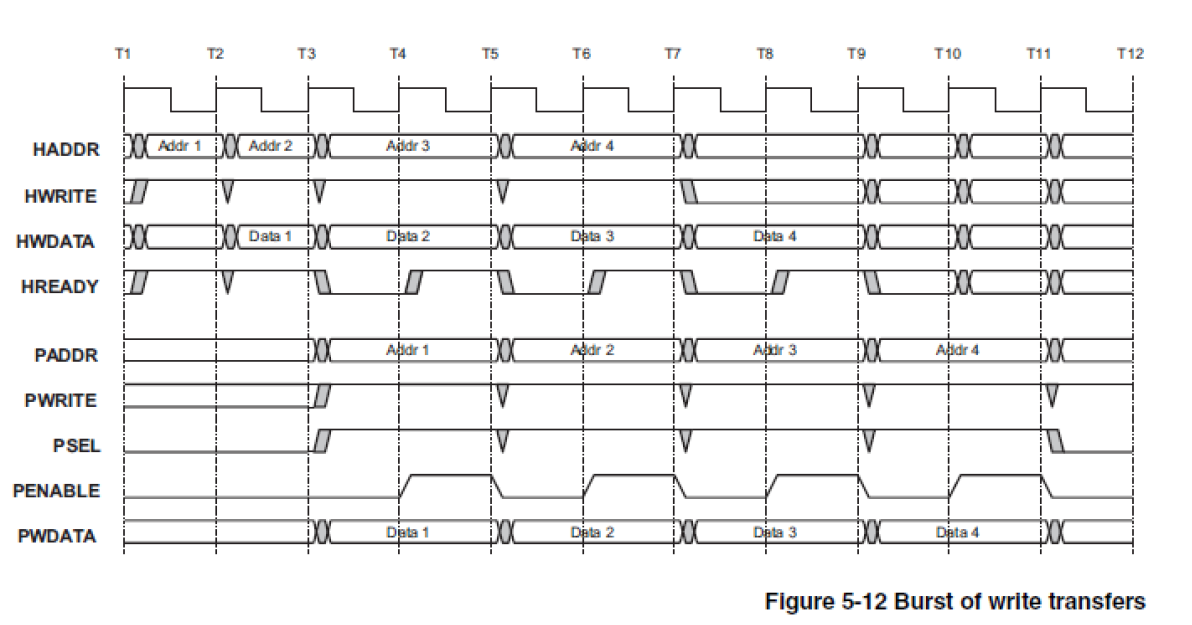 T1 T2 T3 T4 T5 T6 T7 T8 T9 T10 T11 T12
HADDR Addr 1 Addr 2 Addr 3 Addr 4
HWRITE
HWDATA Data 1 Data 2 Data 3 Data 4
HREADY
PADDR Addr 1 Addr 2 Addr 3 Addr 4
PWRITE
PSEL
PENABLE
PWDATA Data 1 Data 2 Data 3 Data 4
Figure 5-12 Burst of write transfers